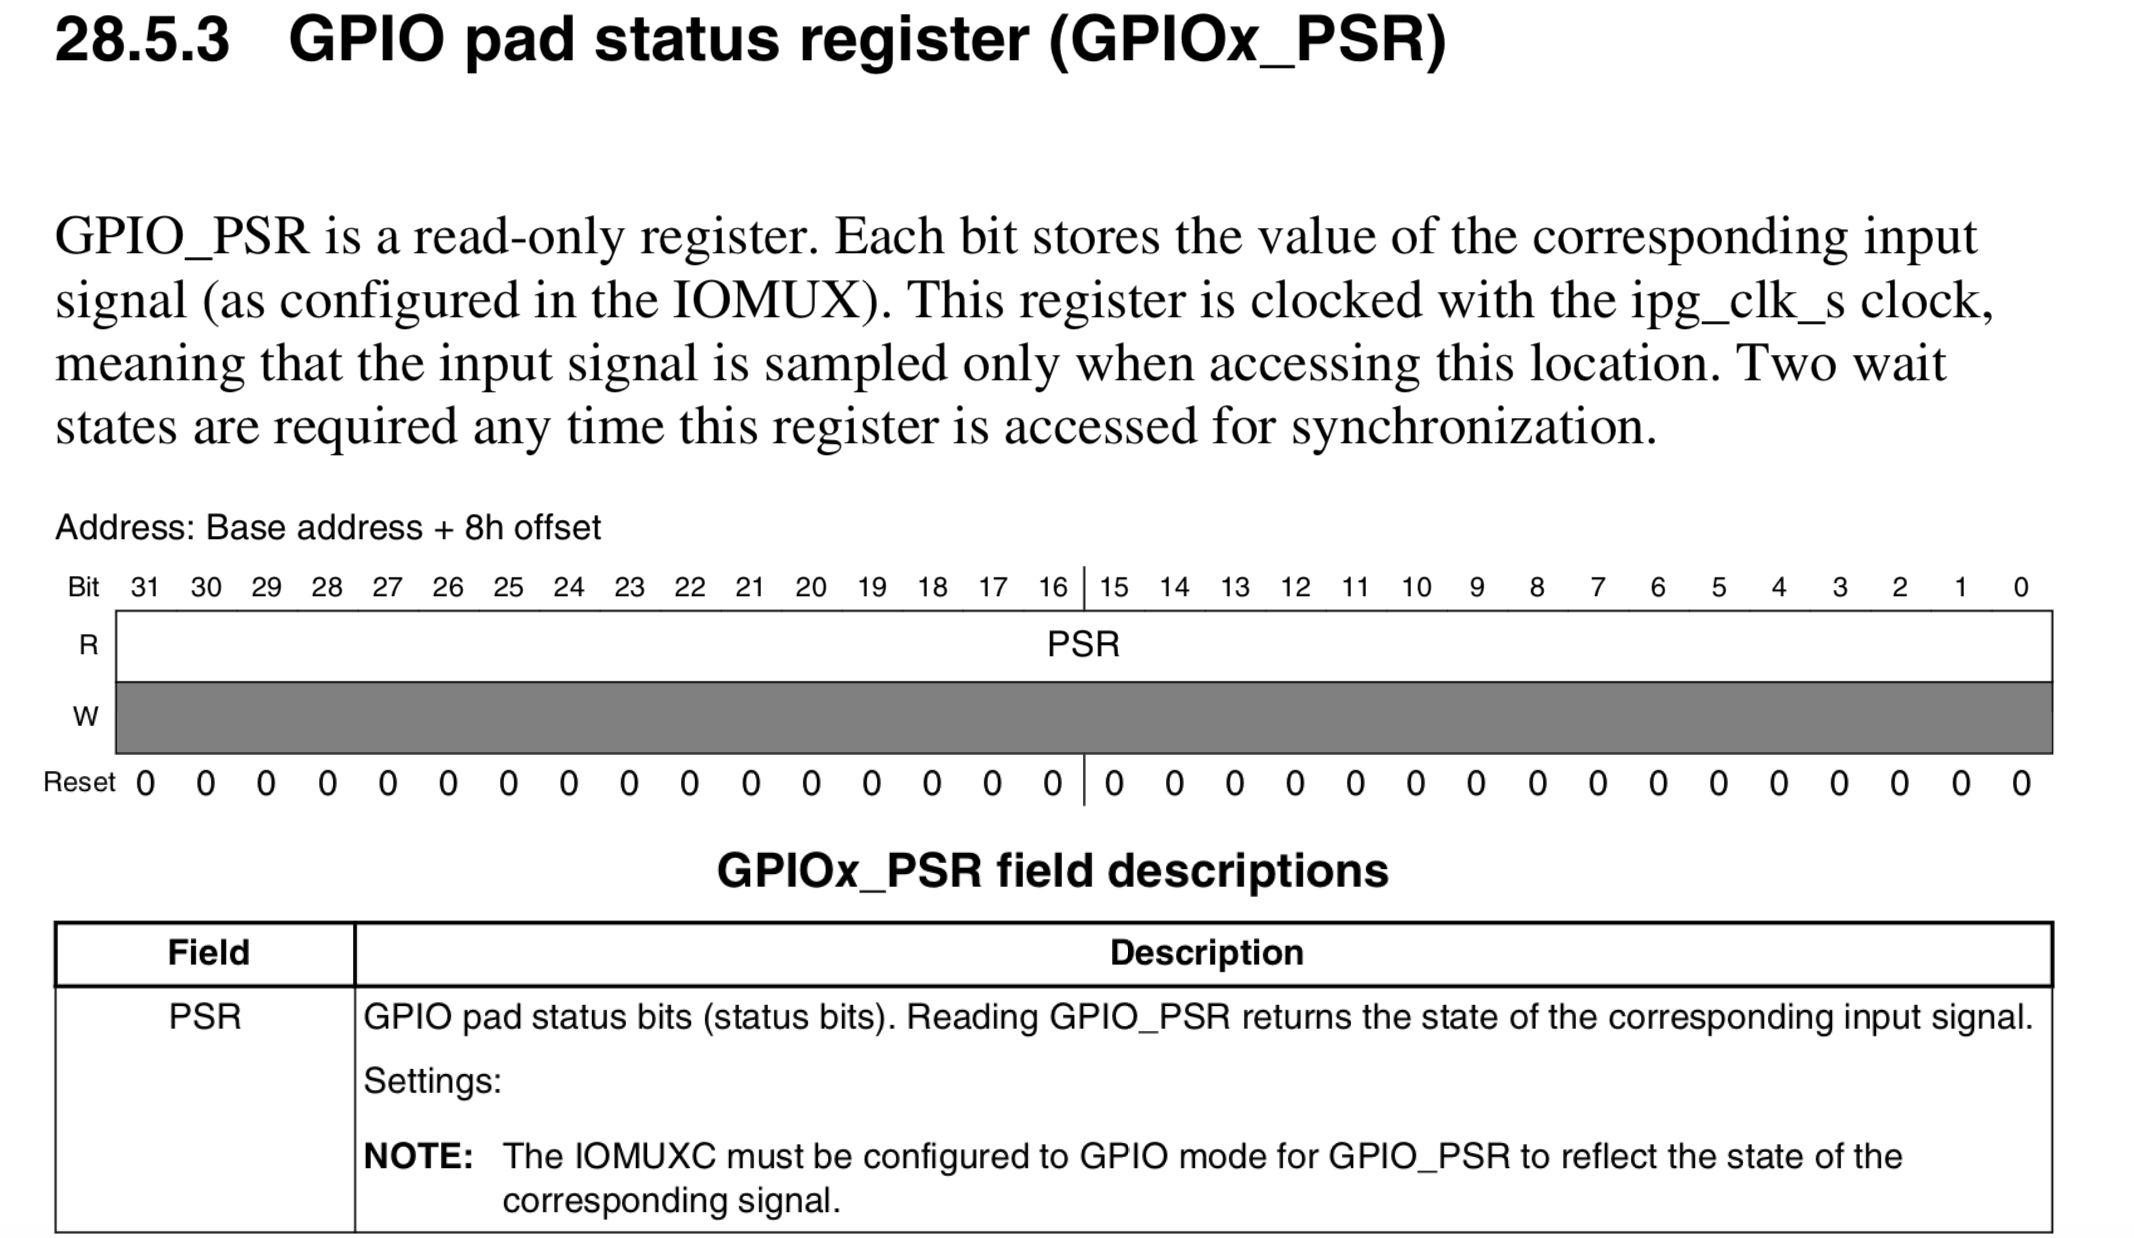 28.5.3 GPIO pad status register (GPIOx_PSR)
GPIO_PSR is a read-only register. Each bit stores the value of the corresponding input
signal (as configured in the IOMUX). This register is clocked with the ipg_clk_s clock,
meaning that the input signal is sampled only when accessing this location. Two wait
states are required any time this register is accessed for synchronization.
Address: Base address + 8h offset
Bit 31 30 29 28 27 26 25 24 23 22 21 20 19 18 17 16 15 14 13 12 11 10 9 8 7 6 5 4 3 2 1 0
R PSR
W
Reset 0 0 0 0 0 0 0 0 0 0 0 0 0 0 0 0 0 0 0 0 0 0 0 0 0 0 0 0 0 0 0 0
GPIOx_PSR field descriptions
Field Description
PSR GPIO pad status bits (status bits). Reading GPIO_PSR returns the state of the corresponding input signal.
Settings:
NOTE: The IOMUXC must be configured to GPIO mode for GPIO_PSR to reflect the state of the
corresponding signal.